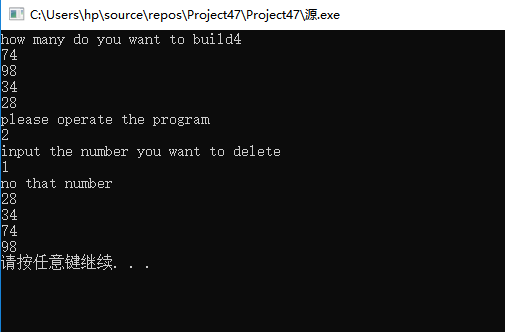 C:\Users\hp\source\repos\Project47\Project47\源.exe
how many do you want to build4
74
98
34
28
please operate the program
2
input the number you want to delete
1
no that number
28
34
74
98
请按任意键继续. . .